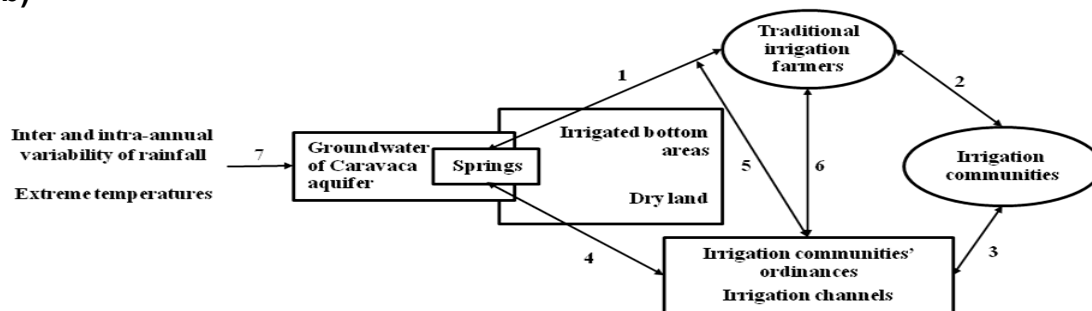 b)
Traditional
irrigation
farmers
1
2
Inter and intra-annual
variability of rainfall
Extreme temperatures
7
Groundwater
of Caravaca
aquifer
Springs
Irrigated bottom
areas
Dry land
5
6
Irrigation
communities
4
3
Irrigation communities’
ordinances
Irrigation channels